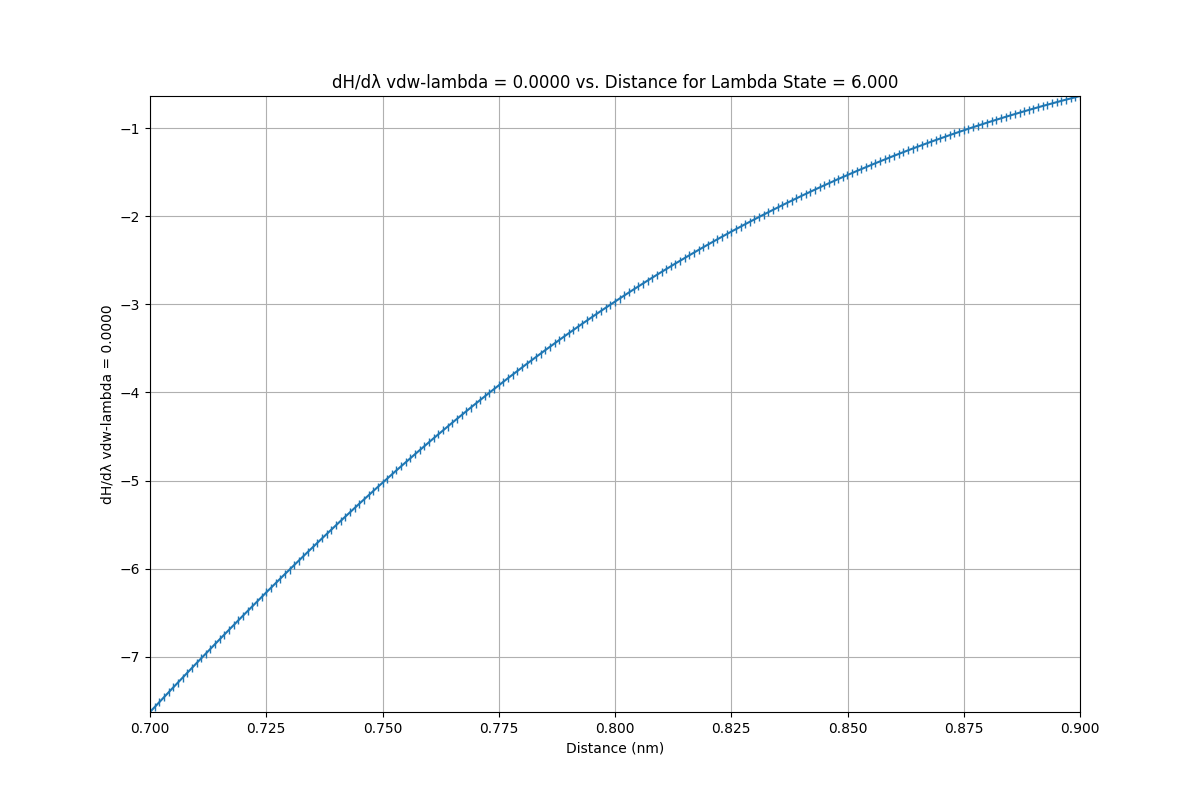 dH/dλ vdw-lambda = 0.0000 vs. Distance for Lambda State = 6.000
dH/dλ vdw-lambda = 0.0000
−1
−2
−3
−4
−5
−6
−7
0.700 0.725 0.750 0.775 0.800 0.825 0.850 0.875 0.900
Distance (nm)